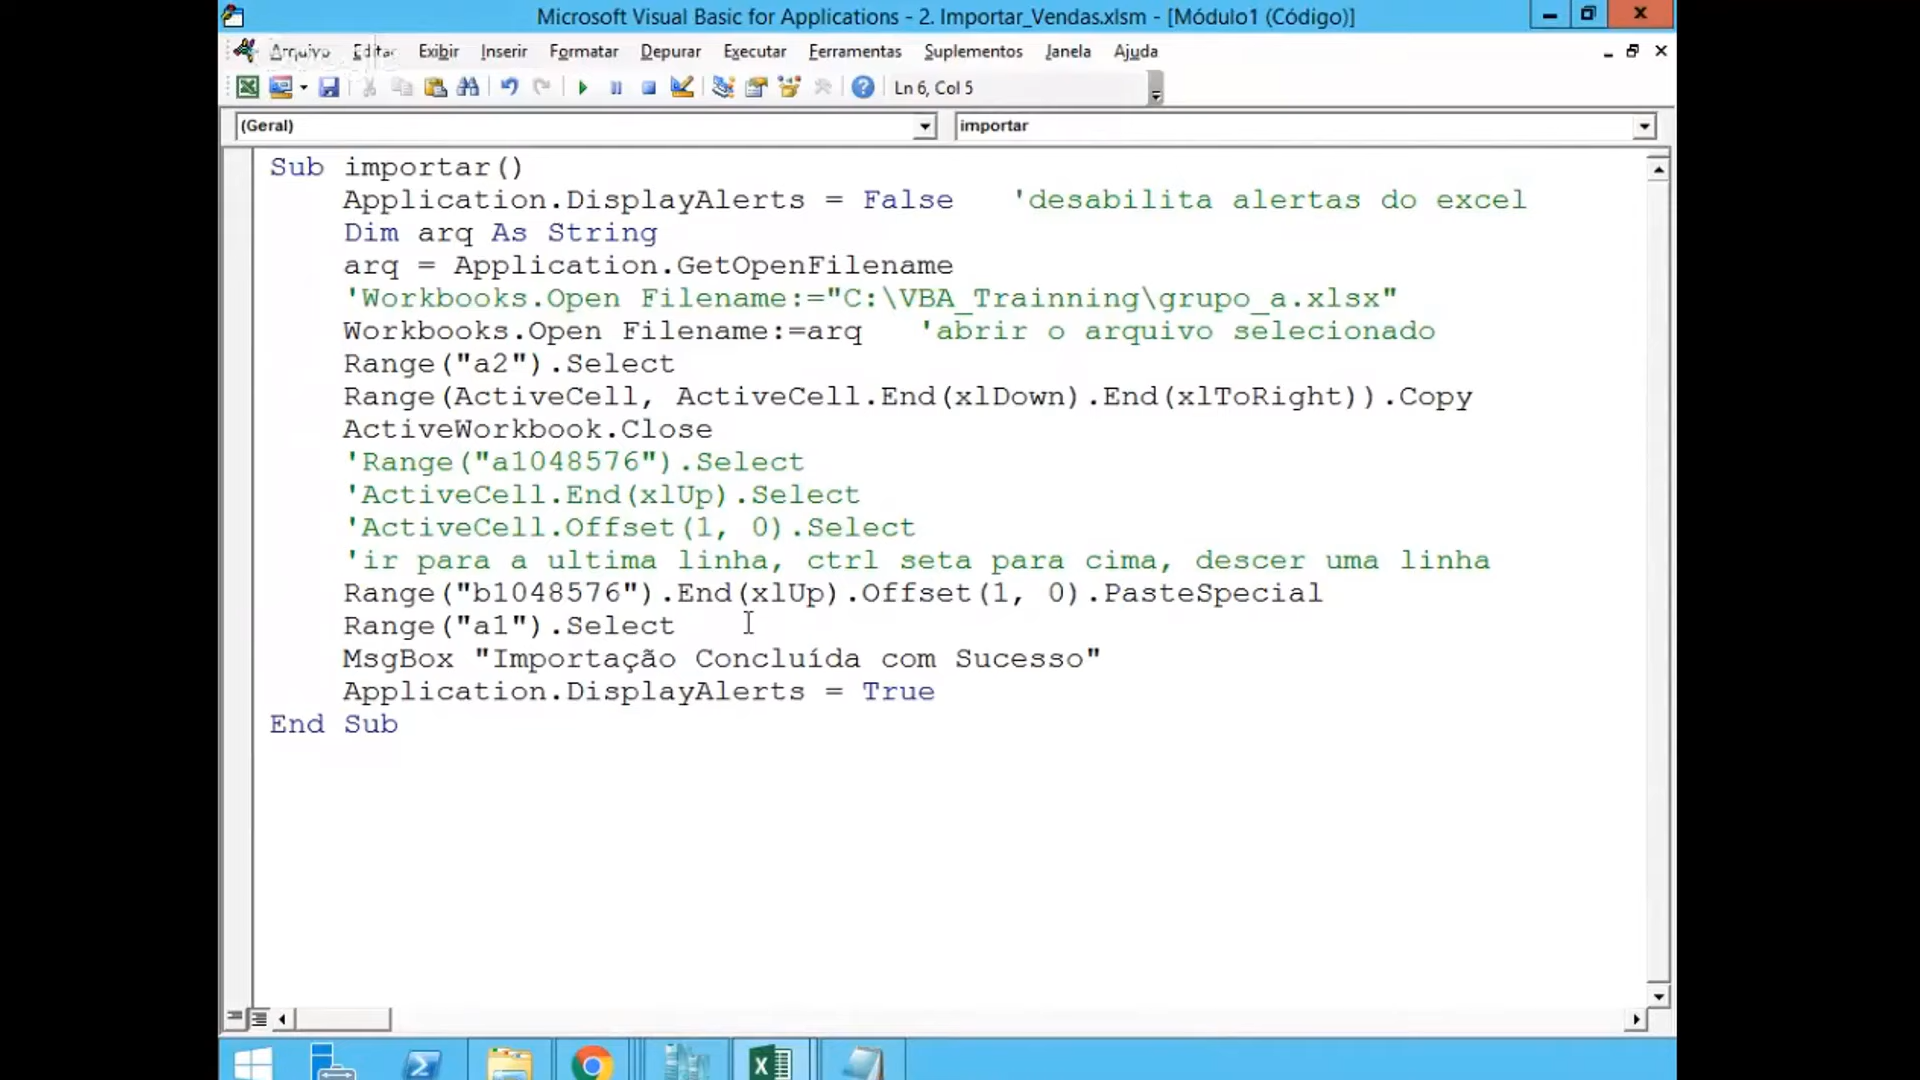 Microsoft Visual Basic for Applications - 2. Importar_Vendas.xlsm - [Módulo1 (Código)]
Arquivo Editar Exibir Inserir Formatar Depurar Executar Ferramentas Suplementos Janela Ajuda
Ln 6, Col 5
(Geral) importar
Sub importar()
Application.DisplayAlerts = False 'desabilita alertas do excel
Dim arq As String
arq = Application.GetOpenFilename
'Workbooks.Open Filename:="C:\VBA_Trainning\grupo_a.xlsx"
Workbooks.Open Filename:=arq 'abrir o arquivo selecionado
Range("a2").Select
Range(ActiveCell, ActiveCell.End(xlDown).End(xlToRight)).Copy
ActiveWorkbook.Close
'Range("a1048576").Select
'ActiveCell.End(xlUp).Select
'ActiveCell.Offset(1, 0).Select
'ir para a ultima linha, ctrl seta para cima, descer uma linha
Range("b1048576").End(xlUp).Offset(1, 0).PasteSpecial
Range("a1").Select
MsgBox "Importação Concluída com Sucesso"
Application.DisplayAlerts = True
End Sub